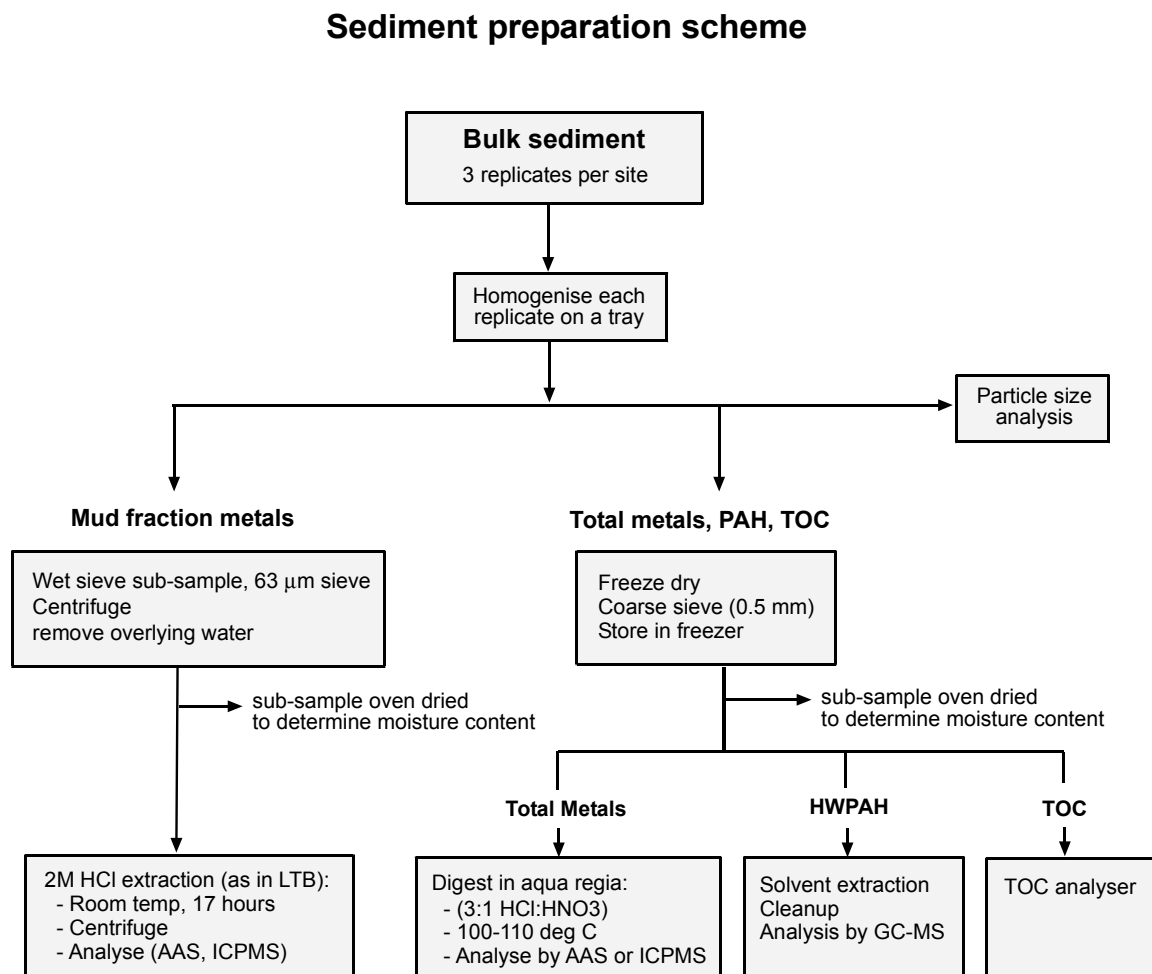 Sediment preparation scheme
Bulk sediment
3 replicates per site
Homogenise each
replicate on a tray
Particle size
analysis
Mud fraction metals
Wet sieve sub-sample, 63 μm sieve
Centrifuge
remove overlying water
sub-sample oven dried
to determine moisture content
2M HCl extraction (as in LTB):
- Room temp, 17 hours
- Centrifuge
- Analyse (AAS, ICPMS)
Total metals, PAH, TOC
Freeze dry
Coarse sieve (0.5 mm)
Store in freezer
sub-sample oven dried
to determine moisture content
Total Metals
Digest in aqua regia:
- (3:1 HCl:HNO3)
- 100-110 deg C
- Analyse by AAS or ICPMS
HWPAH
Solvent extraction
Cleanup
Analysis by GC-MS
TOC
TOC analyser